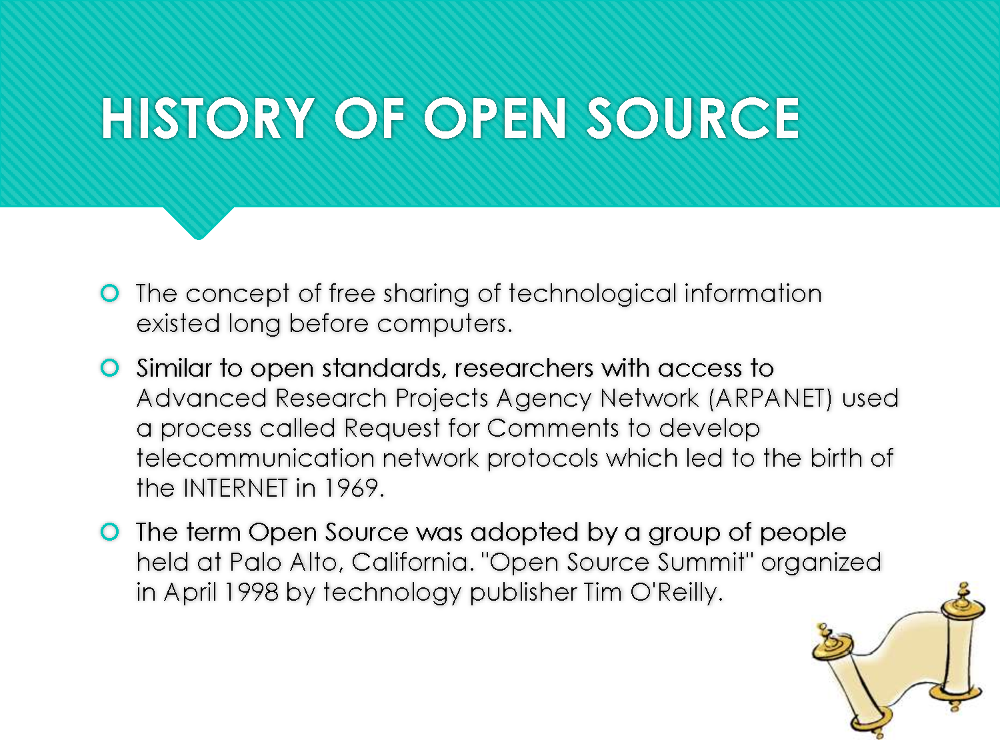 HISTORY OF OPEN SOURCE
The concept of free sharing of technological information
existed long before computers.
Similar to open standards, researchers with access to
Advanced Research Projects Agency Network (ARPANET) used
a process called Request for Comments to develop
telecommunication network protocols which led to the birth of
the INTERNET in 1969.
The term Open Source was adopted by a group of people
held at Palo Alto, California. "Open Source Summit" organized
in April 1998 by technology publisher Tim O'Reilly.